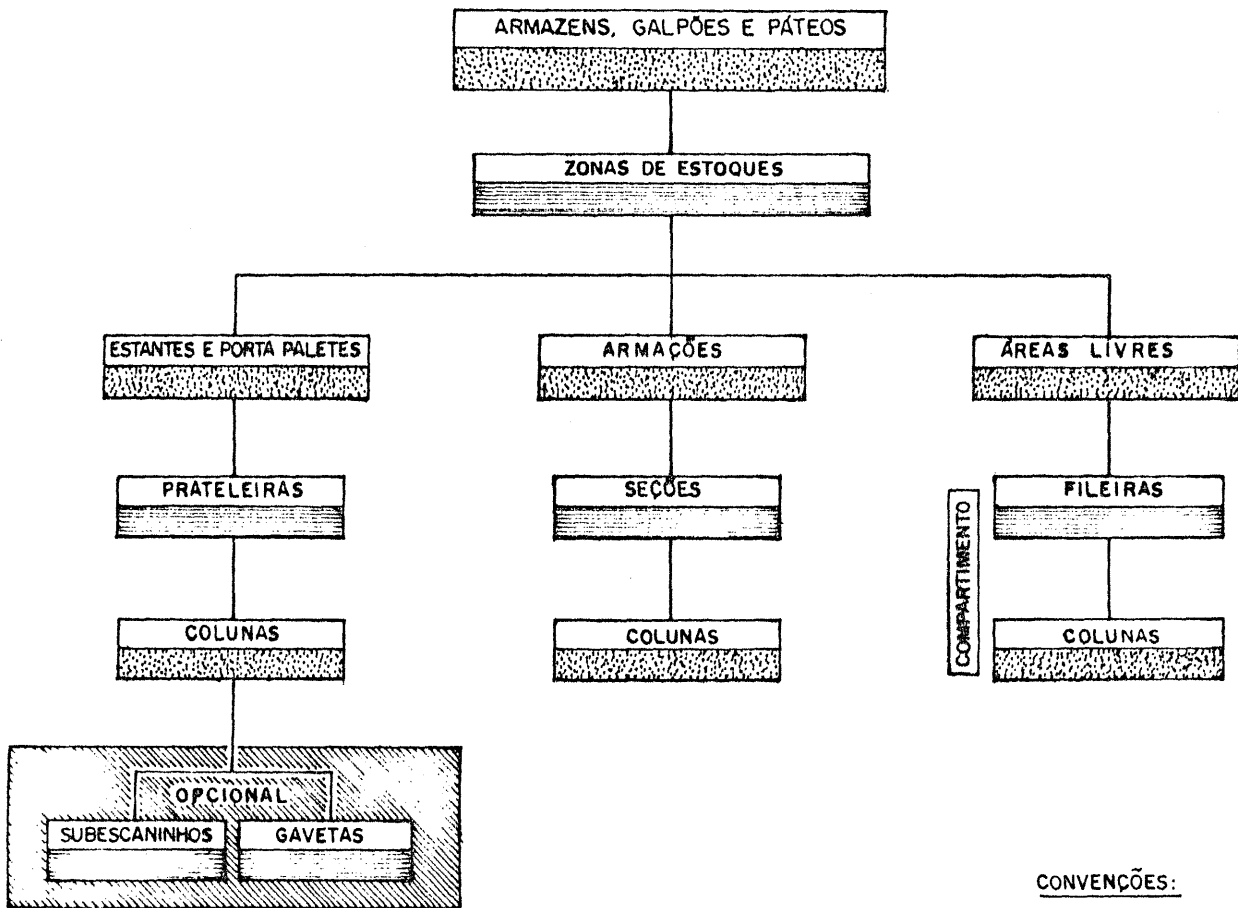 ARMAZENS, GALPÕES E PÁTEOS
ZONAS DE ESTOQUES
ESTANTES E PORTA PALETES
ARMAÇÕES
ÁREAS LIVRES
PRATELEIRAS
SEÇÕES
FILEIRAS
COMPARTIMENTO
COLUNAS
COLUNAS
COLUNAS
OPCIONAL
SUBESCANINHOS
GAVETAS
CONVENÇÕES: